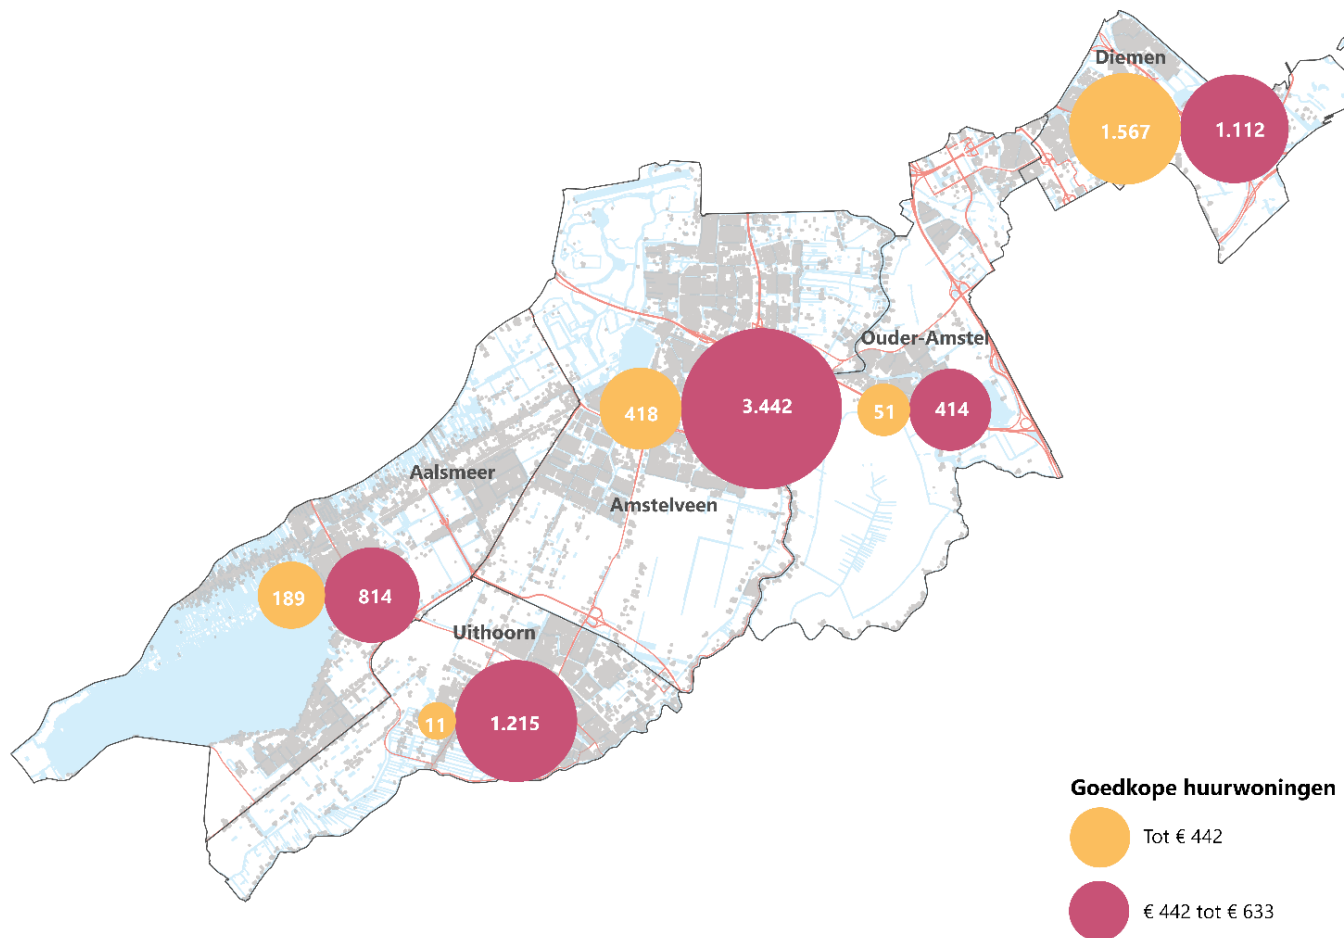 Diemen
1.567
1.112
Ouder-Amstel
418
3.442
51
414
Aalsmeer
Amstelveen
189
814
Uithoorn
11
1.215
Goedkope huurwoningen
Tot € 442
€ 442 tot € 633